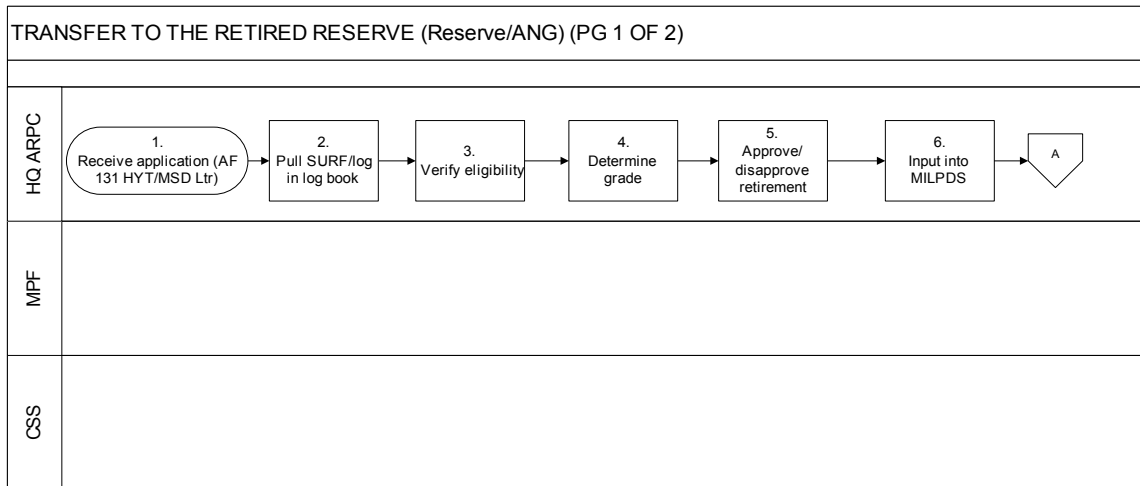 TRANSFER TO THE RETIRED RESERVE (Reserve/ANG) (PG 1 OF 2)
HQ ARPC
1.
Receive application (AF
131 HYT/MSD Ltr)
2.
Pull SURF/log
in log book
3.
Verify eligibility
4.
Determine
grade
5.
Approve/
disapprove
retirement
6.
Input into
MILPDS
A
MPF
CSS